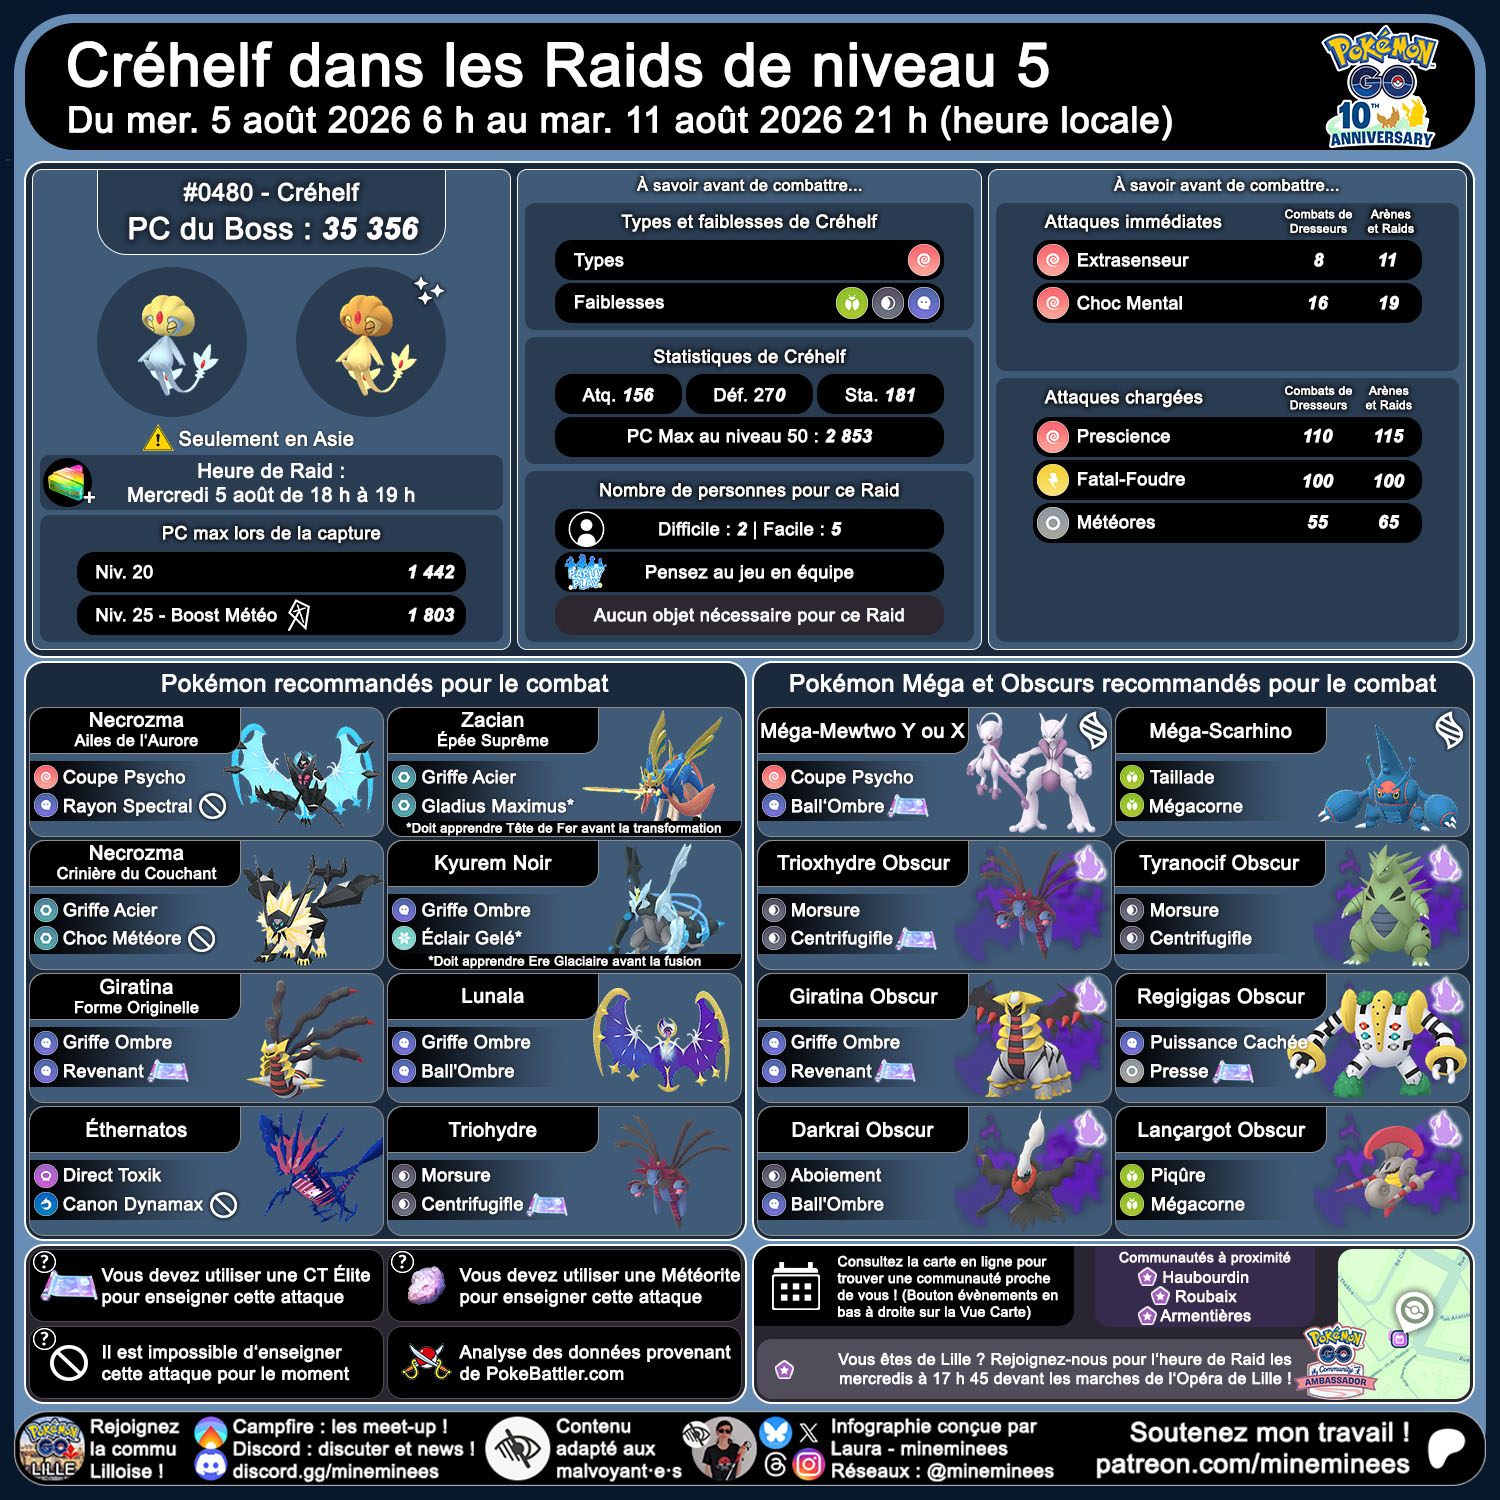 Créhelf dans les Raids de niveau 5
Du mer. 5 août 2026 6 h au mar. 11 août 2026 21 h (heure locale)
POKÉMON
GO
10TH
ANNIVERSARY
#0480 - Créhelf
PC du Boss : 35 356
Seulement en Asie
Heure de Raid :
Mercredi 5 août de 18 h à 19 h
PC max lors de la capture
Niv. 20 1 442
Niv. 25 - Boost Météo 1 803
À savoir avant de combattre...
Types et faiblesses de Créhelf
Types
Faiblesses
Statistiques de Créhelf
Atq. 156 Déf. 270 Sta. 181
PC Max au niveau 50 : 2 853
Nombre de personnes pour ce Raid
Difficile : 2 | Facile : 5
PARTY PLAY
Pensez au jeu en équipe
Aucun objet nécessaire pour ce Raid
À savoir avant de combattre...
Attaques immédiates Combats de Dresseurs Arènes et Raids
Extrasenseur 8 11
Choc Mental 16 19
Attaques chargées Combats de Dresseurs Arènes et Raids
Prescience 110 115
Fatal-Foudre 100 100
Météores 55 65
Pokémon recommandés pour le combat
Necrozma
Ailes de l'Aurore
Coupe Psycho
Rayon Spectral
Zacian
Épée Suprême
Griffe Acier
Gladius Maximus*
*Doit apprendre Tête de Fer avant la transformation
Necrozma
Crinière du Couchant
Griffe Acier
Choc Météore
Kyurem Noir
Griffe Ombre
Éclair Gelé*
*Doit apprendre Ere Glaciaire avant la fusion
Giratina
Forme Originelle
Griffe Ombre
Revenant
Lunala
Griffe Ombre
Ball'Ombre
Éthernatos
Direct Toxik
Canon Dynamax
Triohydre
Morsure
Centrifugifle
Pokémon Méga et Obscurs recommandés pour le combat
Méga-Mewtwo Y ou X
Coupe Psycho
Ball'Ombre
Méga-Scarhino
Taillade
Mégacorne
Trioxhydre Obscur
Morsure
Centrifugifle
Tyranocif Obscur
Morsure
Centrifugifle
Giratina Obscur
Griffe Ombre
Revenant
Regigigas Obscur
Puissance Cachée
Presse
Darkrai Obscur
Aboiement
Ball'Ombre
Lançargot Obscur
Piqûre
Mégacorne
?
Vous devez utiliser une CT Élite
pour enseigner cette attaque
?
Vous devez utiliser une Météorite
pour enseigner cette attaque
?
Il est impossible d'enseigner
cette attaque pour le moment
Analyse des données provenant
de PokeBattler.com
Consultez la carte en ligne pour
trouver une communauté proche
de vous ! (Bouton évènements en
bas à droite sur la Vue Carte)
Communautés à proximité
Haubourdin
Roubaix
Armentières
Vous êtes de Lille ? Rejoignez-nous pour l'heure de Raid les
mercredis à 17 h 45 devant les marches de l'Opéra de Lille !
POKÉMON
GO
Community
AMBASSADOR
POKÉMON
GO
LILLE
Rejoignez
la commu
Lilloise !
Campfire : les meet-up !
Discord : discuter et news !
discord.gg/mineminees
Contenu
adapté aux
malvoyant·e·s
Infographie conçue par
Laura - mineminees
Réseaux : @mineminees
Soutenez mon travail !
patreon.com/mineminees